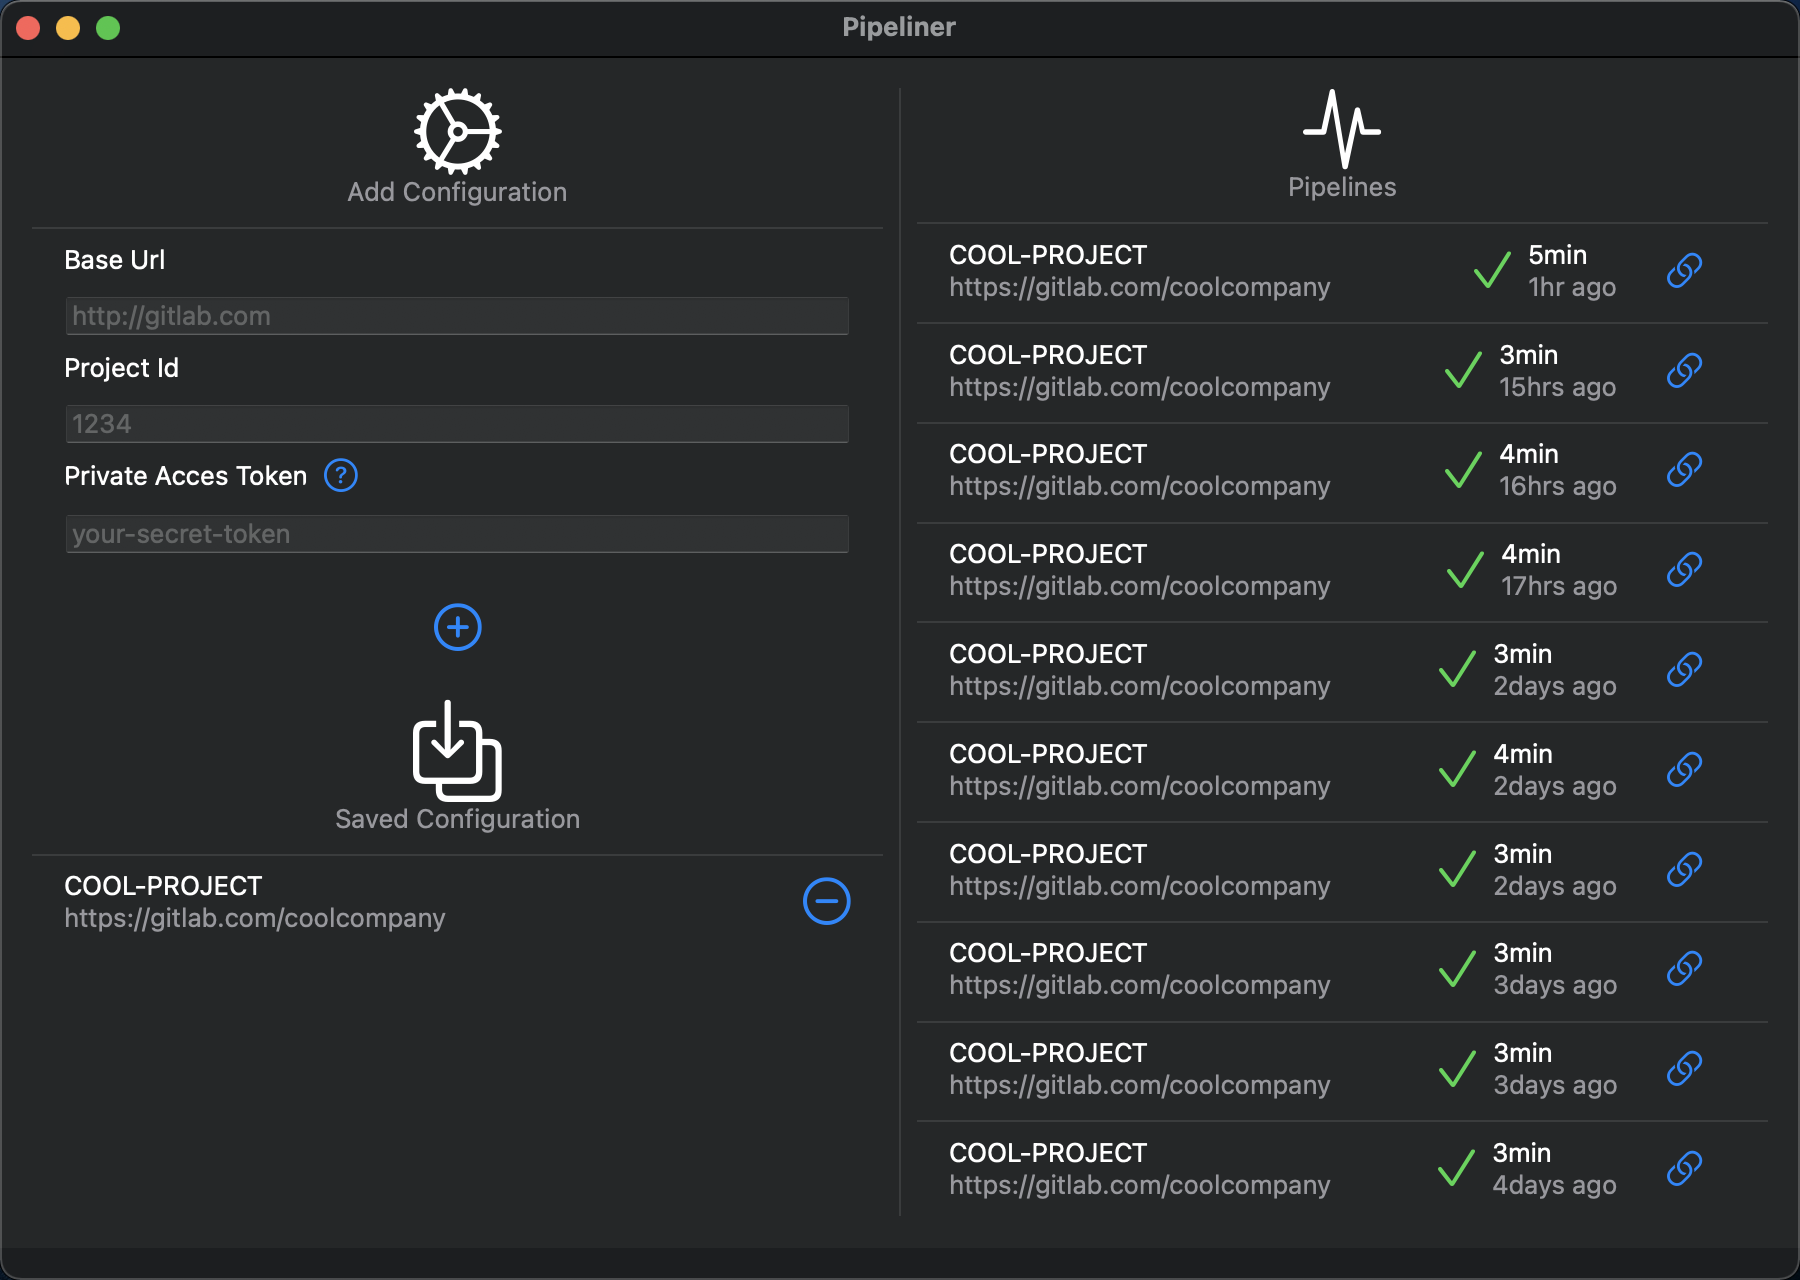 Pipeliner
Add Configuration
Base Url
http://gitlab.com
Project Id
1234
Private Acces Token ?
your-secret-token
Saved Configuration
COOL-PROJECT
https://gitlab.com/coolcompany
Pipelines
COOL-PROJECT 5min
https://gitlab.com/coolcompany 1hr ago
COOL-PROJECT 3min
https://gitlab.com/coolcompany 15hrs ago
COOL-PROJECT 4min
https://gitlab.com/coolcompany 16hrs ago
COOL-PROJECT 4min
https://gitlab.com/coolcompany 17hrs ago
COOL-PROJECT 3min
https://gitlab.com/coolcompany 2days ago
COOL-PROJECT 4min
https://gitlab.com/coolcompany 2days ago
COOL-PROJECT 3min
https://gitlab.com/coolcompany 2days ago
COOL-PROJECT 3min
https://gitlab.com/coolcompany 3days ago
COOL-PROJECT 3min
https://gitlab.com/coolcompany 3days ago
COOL-PROJECT 3min
https://gitlab.com/coolcompany 4days ago